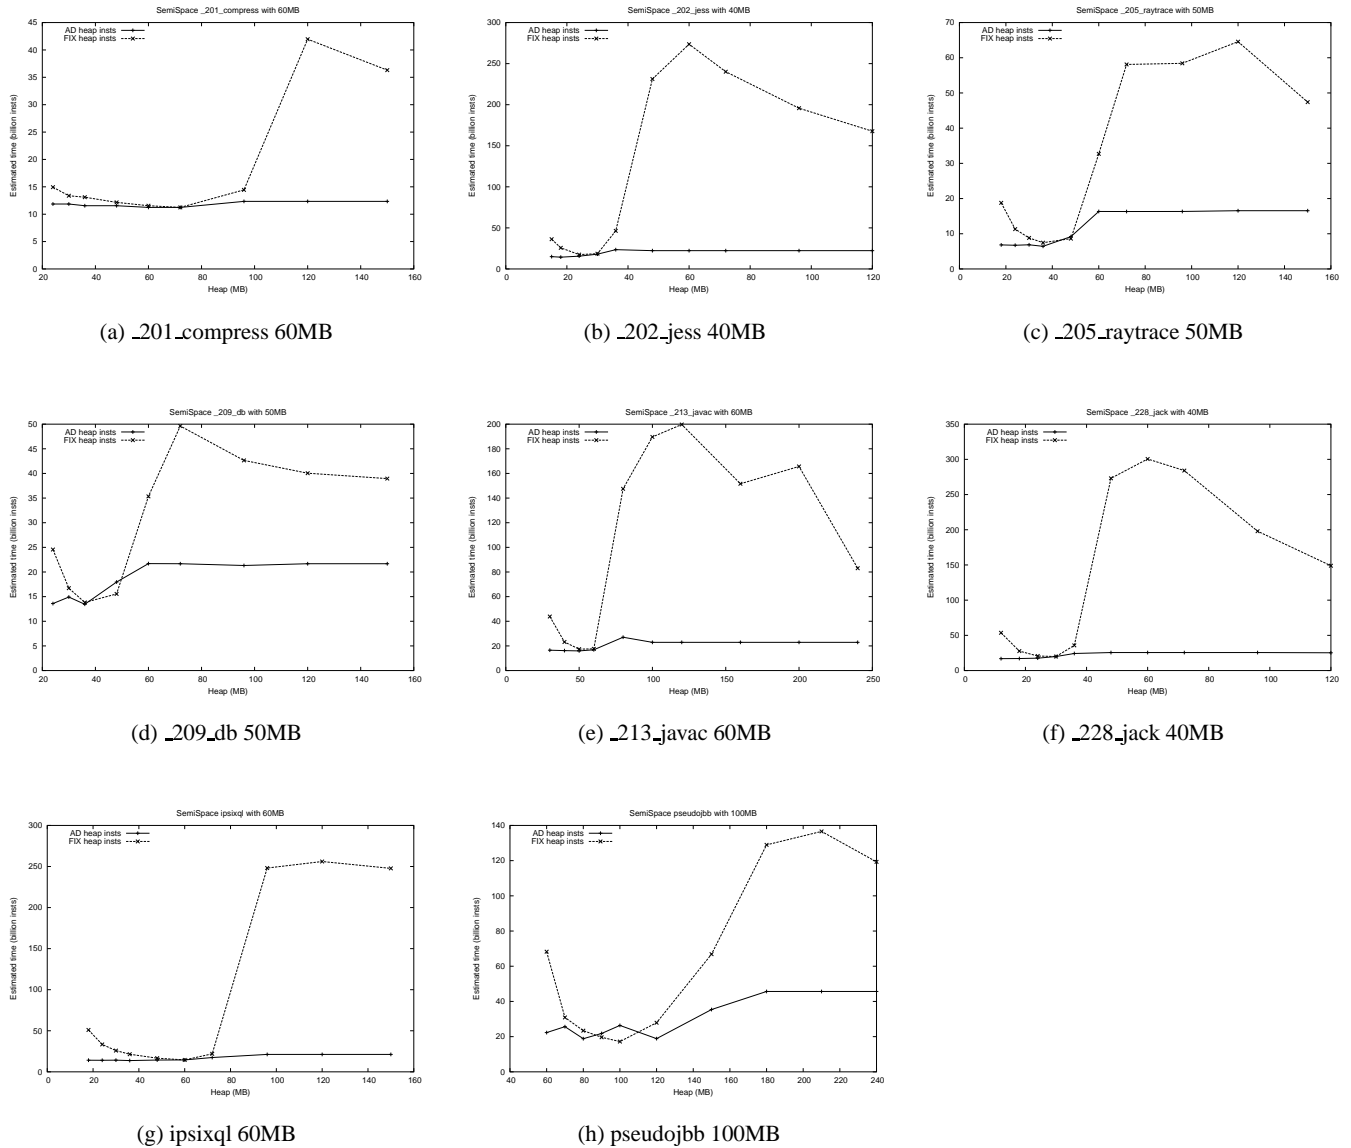 SemiSpace _201_compress with 60MB
AD heap insts
FIX heap insts
Estimated time (billion insts)
45
40
35
30
25
20
15
10
5
0
20 40 60 80 100 120 140 160
Heap (MB)
(a) _201_compress 60MB
SemiSpace _202_jess with 40MB
AD heap insts
FIX heap insts
Estimated time (billion insts)
300
250
200
150
100
50
0
0 20 40 60 80 100 120
Heap (MB)
(b) _202_jess 40MB
SemiSpace _205_raytrace with 50MB
AD heap insts
FIX heap insts
Estimated time (billion insts)
70
60
50
40
30
20
10
0
0 20 40 60 80 100 120 140 160
Heap (MB)
(c) _205_raytrace 50MB
SemiSpace _209_db with 50MB
AD heap insts
FIX heap insts
Estimated time (billion insts)
50
45
40
35
30
25
20
15
10
5
0
20 40 60 80 100 120 140 160
Heap (MB)
(d) _209_db 50MB
SemiSpace _213_javac with 60MB
AD heap insts
FIX heap insts
Estimated time (billion insts)
200
180
160
140
120
100
80
60
40
20
0
0 50 100 150 200 250
Heap (MB)
(e) _213_javac 60MB
SemiSpace _228_jack with 40MB
AD heap insts
FIX heap insts
Estimated time (billion insts)
350
300
250
200
150
100
50
0
0 20 40 60 80 100 120
Heap (MB)
(f) _228_jack 40MB
SemiSpace ipsixql with 60MB
AD heap insts
FIX heap insts
Estimated time (billion insts)
300
250
200
150
100
50
0
0 20 40 60 80 100 120 140 160
Heap (MB)
(g) ipsixql 60MB
SemiSpace pseudojbb with 100MB
AD heap insts
FIX heap insts
Estimated time (billion insts)
140
120
100
80
60
40
20
0
40 60 80 100 120 140 160 180 200 220 240
Heap (MB)
(h) pseudojbb 100MB